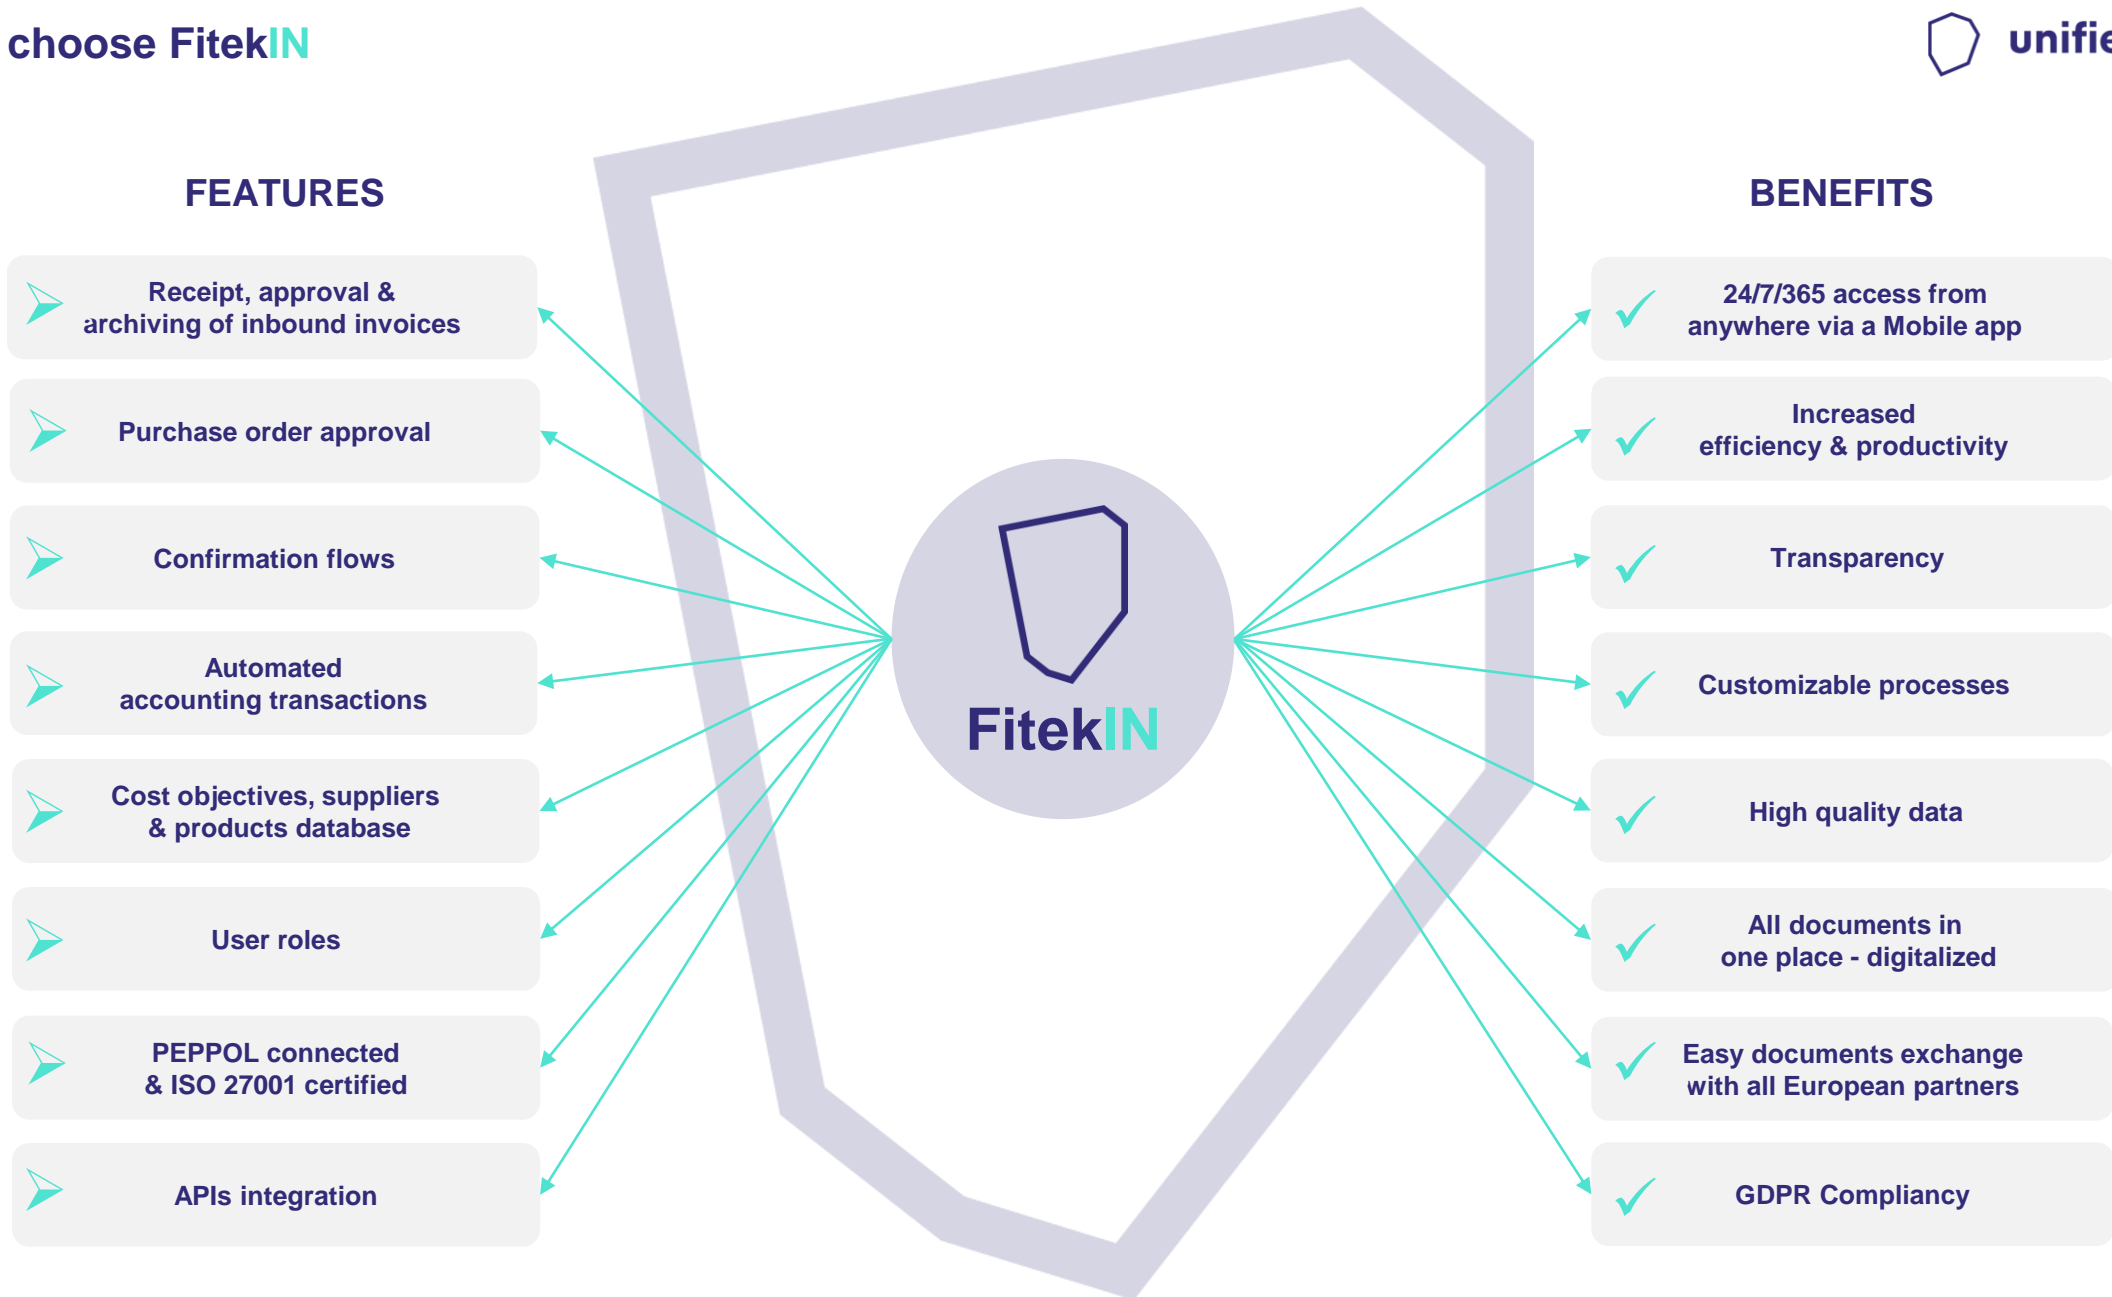 choose FitekIN
unifie
FEATURES
Receipt, approval &
archiving of inbound invoices
Purchase order approval
Confirmation flows
Automated
accounting transactions
Cost objectives, suppliers
& products database
User roles
PEPPOL connected
& ISO 27001 certified
APIs integration
FitekIN
BENEFITS
24/7/365 access from
anywhere via a Mobile app
Increased
efficiency & productivity
Transparency
Customizable processes
High quality data
All documents in
one place - digitalized
Easy documents exchange
with all European partners
GDPR Compliancy